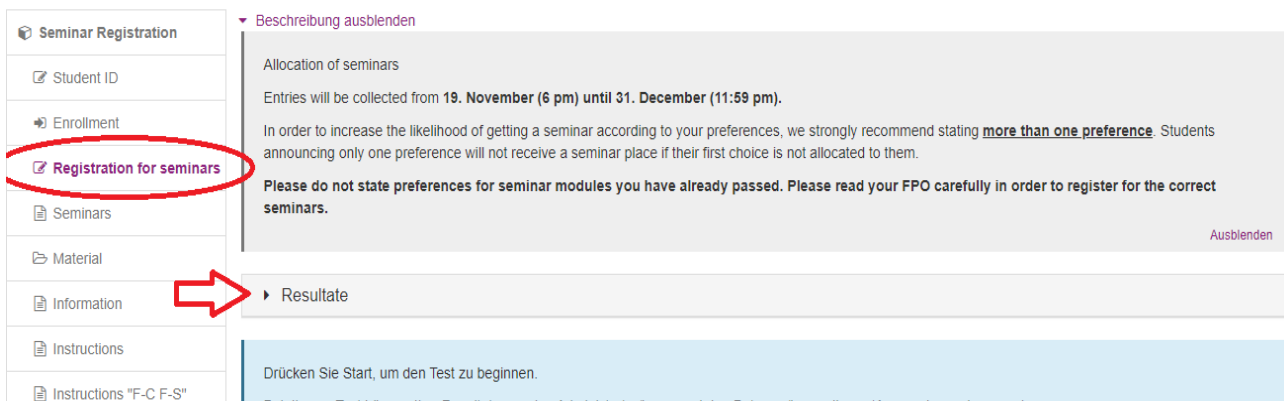 Seminar Registration
Student ID
Enrollment
Registration for seminars
Seminars
Material
Information
Instructions
Instructions "F-C F-S"
Beschreibung ausblenden
Allocation of seminars
Entries will be collected from 19. November (6 pm) until 31. December (11:59 pm).
In order to increase the likelihood of getting a seminar according to your preferences, we strongly recommend stating more than one preference. Students
announcing only one preference will not receive a seminar place if their first choice is not allocated to them.
Please do not state preferences for seminar modules you have already passed. Please read your FPO carefully in order to register for the correct
seminars.
Ausblenden
Resultate
Drücken Sie Start, um den Test zu beginnen.